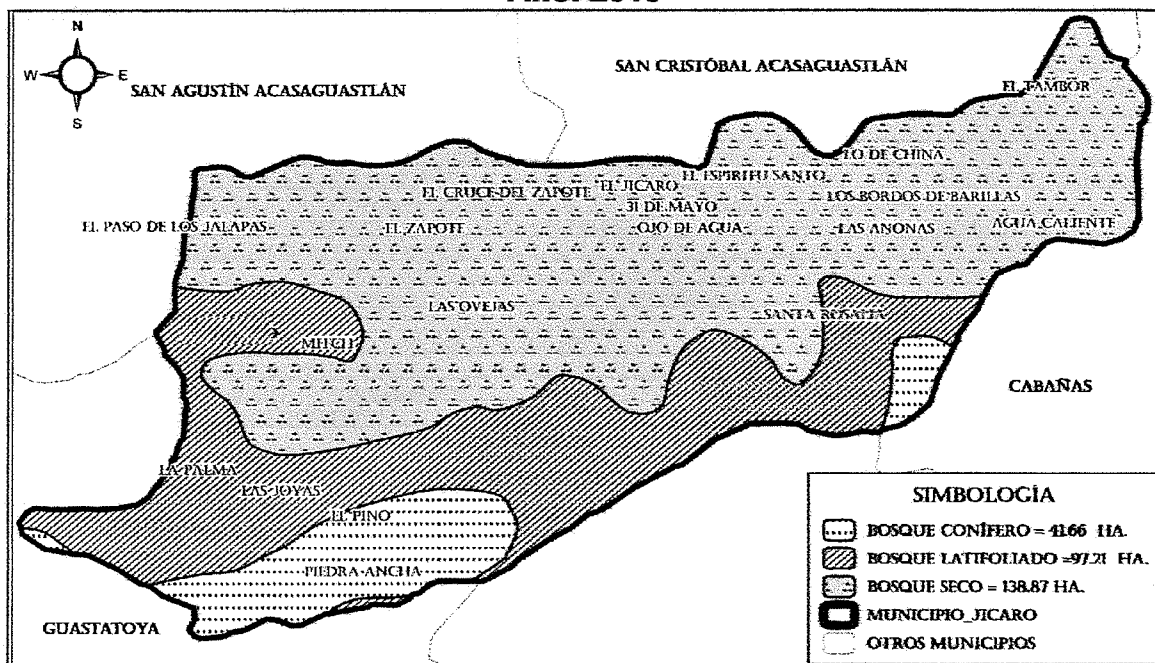 N
W E
S
SAN AGUSTÍN ACASAGUASTLÁN
SAN CRISTÓBAL ACASAGUASTLÁN
EL TAMBOR
LO DE CHINA
EL ESPIRITU SANTO
EL CRUCE DEL ZAPOTE
EL JICARO
LOS BORDOS DE BARILLAS
31 DE MAYO
EL PASO DE LOS JALAPAS
EL ZAPOTE
OJO DE AGUA
LAS ANONAS
AGUA CALIENTE
LAS OVEJAS
SANTA ROSALIA
CABAÑAS
LA PALMA
LAS JOYAS
EL PINO
PIEDRA ANCHA
GUASTATOYA
SIMBOLOGÍA
BOSQUE CONÍFERO = 41.66 HA.
BOSQUE LATIFOLIADO =97.21 HA.
BOSQUE SECO = 138.87 HA.
MUNICIPIO_JICARO
OTROS MUNICIPIOS